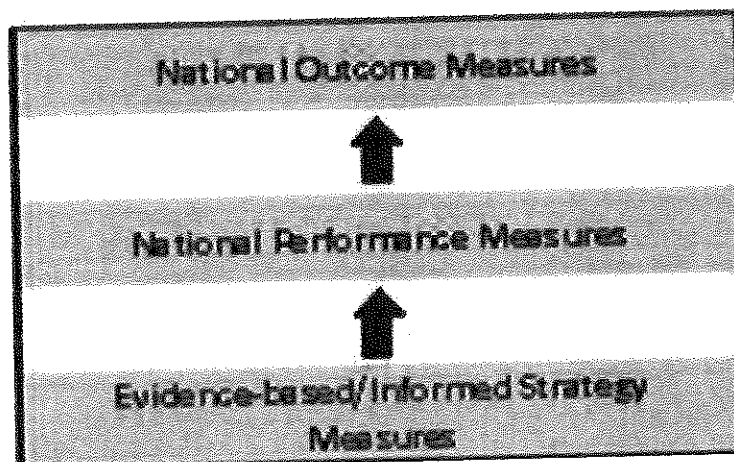 National Outcome Measures
National Performance Measures
Evidence-based/Informed Strategy
Measures